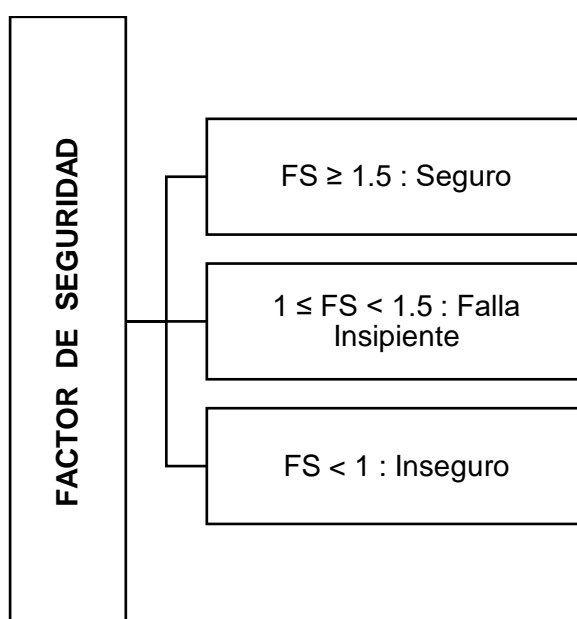 FACTOR DE SEGURIDAD
FS ≥ 1.5 : Seguro
1 ≤ FS < 1.5 : Falla
Insipiente
FS < 1 : Inseguro